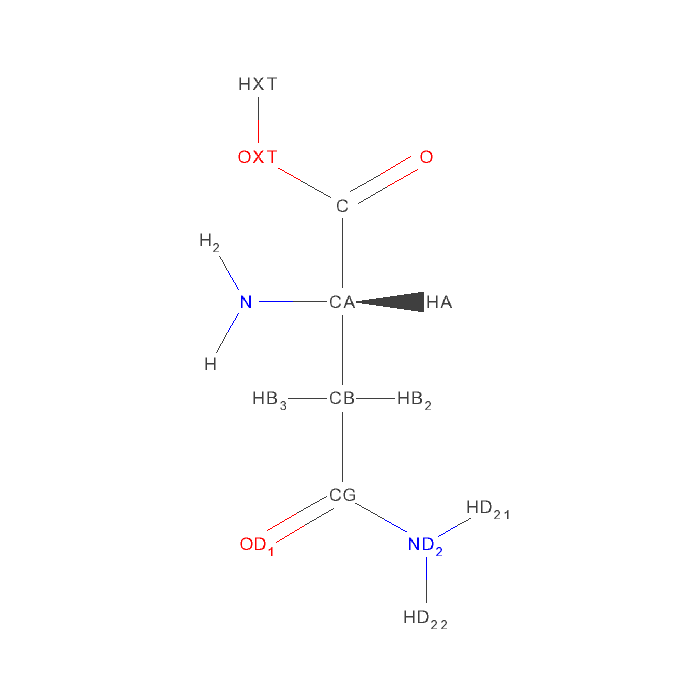 HXT
OXT O
C
H2
N CA HA
H
HB3 CB HB2
CG
HD21
OD1 ND2
HD22